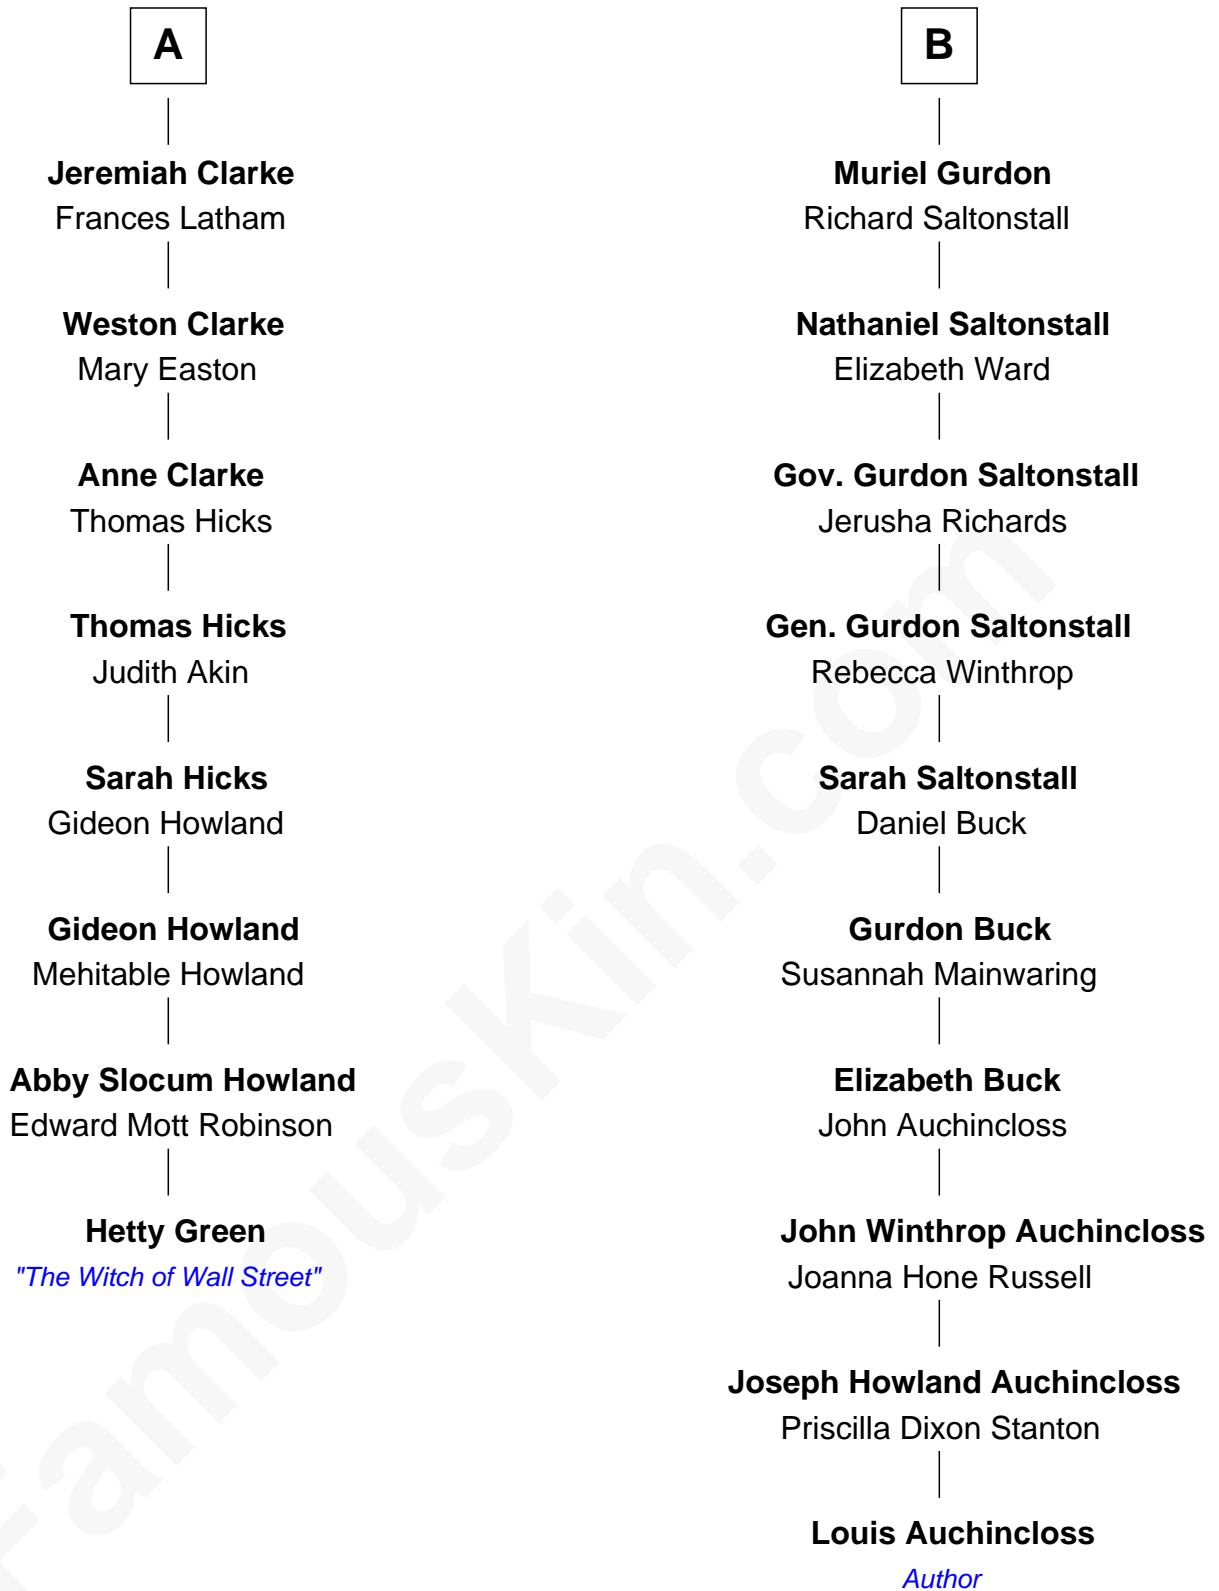 A
Jeremiah Clarke
Frances Latham
Weston Clarke
Mary Easton
Anne Clarke
Thomas Hicks
Thomas Hicks
Judith Akin
Sarah Hicks
Gideon Howland
Gideon Howland
Mehitable Howland
Abby Slocum Howland
Edward Mott Robinson
Hetty Green
"The Witch of Wall Street"
B
Muriel Gurdon
Richard Saltonstall
Nathaniel Saltonstall
Elizabeth Ward
Gov. Gurdon Saltonstall
Jerusha Richards
Gen. Gurdon Saltonstall
Rebecca Winthrop
Sarah Saltonstall
Daniel Buck
Gurdon Buck
Susannah Mainwaring
Elizabeth Buck
John Auchincloss
John Winthrop Auchincloss
Joanna Hone Russell
Joseph Howland Auchincloss
Priscilla Dixon Stanton
Louis Auchincloss
Author
FamousKin.com